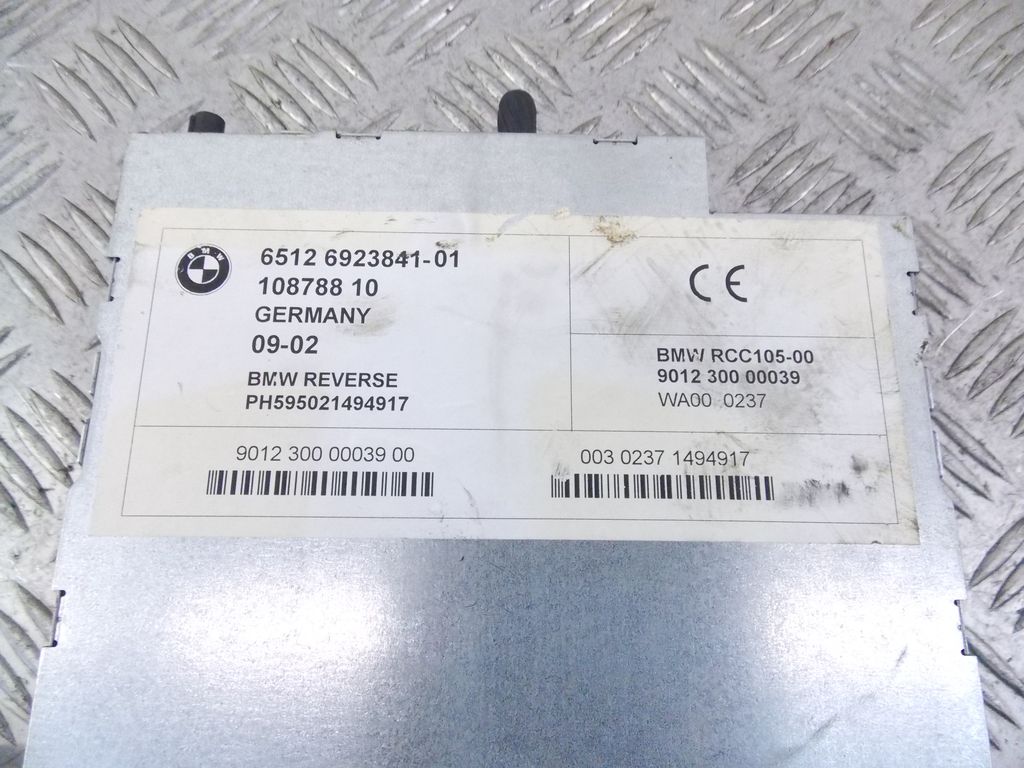 BMW
6512 6923841-01
108788 10
GERMANY
09-02
BMW REVERSE
PH595021494917
CE
BMW RCC105-00
9012 300 00039
WA00 0237
9012 300 00039 00
003 0237 1494917